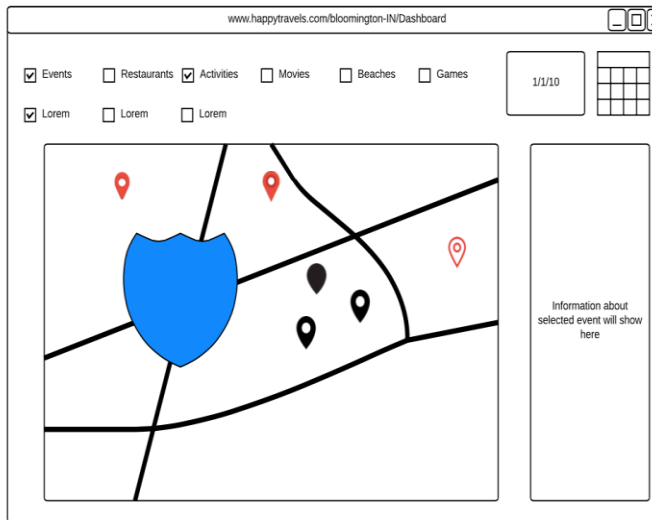 www.happytravels.com/bloomington-IN/Dashboard
Events Restaurants Activities Movies Beaches Games
1/1/10
Lorem Lorem Lorem
Information about
selected event will show
here